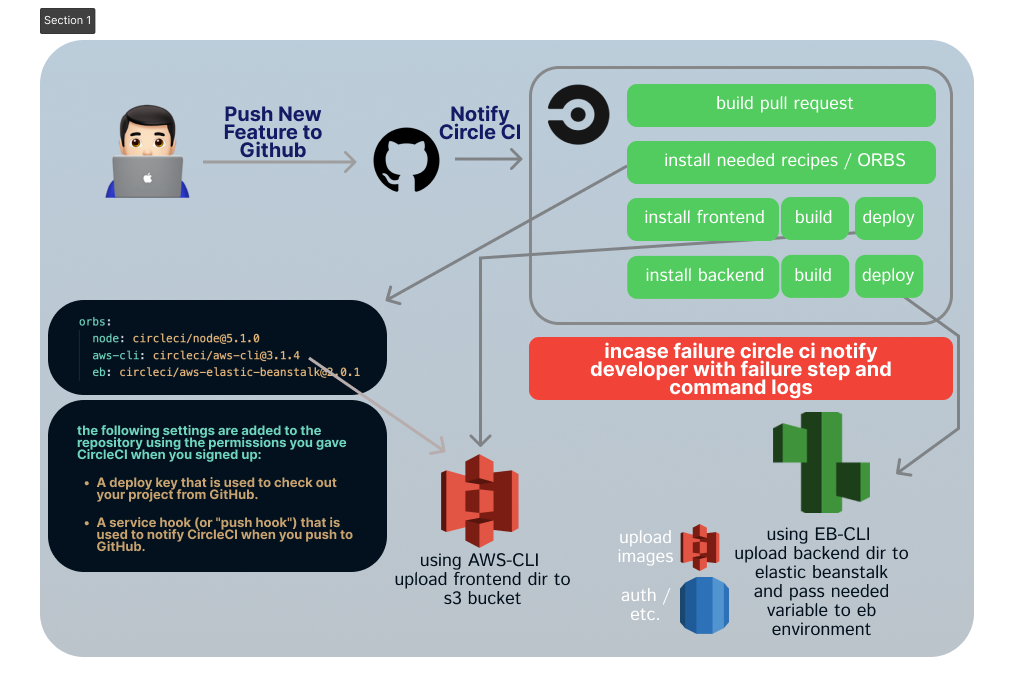 Section 1
Push New
Feature to
Github
Notify
Circle CI
build pull request
install needed recipes / ORBS
install frontend
build
deploy
install backend
build
deploy
incase failure circle ci notify
developer with failure step and
command logs
orbs:
node: circleci/node@5.1.0
aws-cli: circleci/aws-cli@3.1.4
eb: circleci/aws-elastic-beanstalk@2.0.1
the following settings are added to the
repository using the permissions you gave
CircleCI when you signed up:
• A deploy key that is used to check out
your project from GitHub.
• A service hook (or "push hook") that is
used to notify CircleCI when you push to
GitHub.
using AWS-CLI
upload frontend dir to
s3 bucket
upload
images
auth /
etc.
using EB-CLI
upload backend dir to
elastic beanstalk
and pass needed
variable to eb
environment